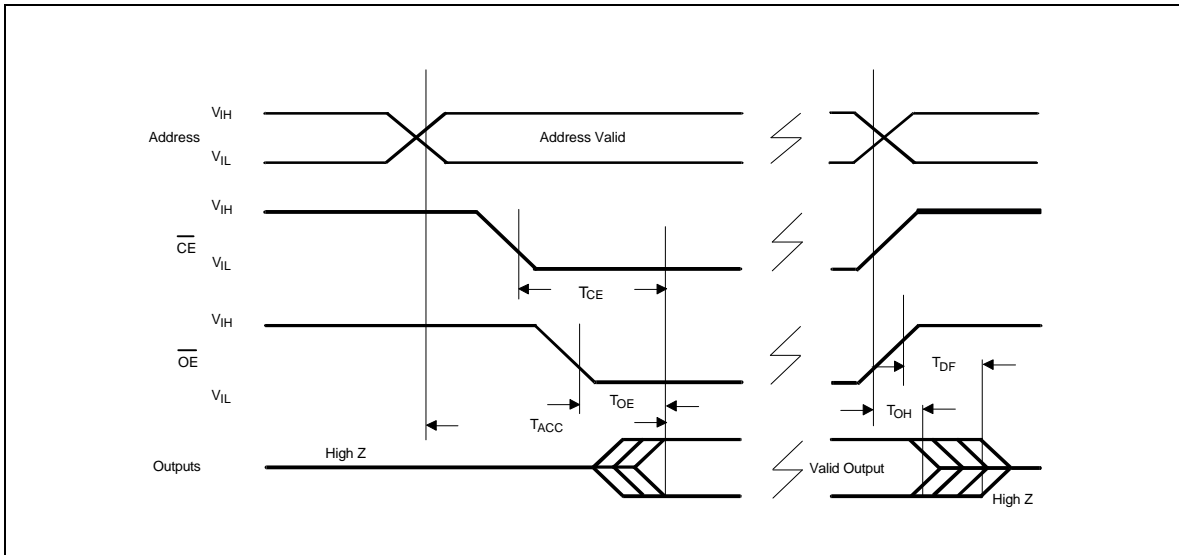 VIH
Address
Address Valid
VIL
VIH
CE
VIL
TCE
VIH
OE
TDF
VIL
TOE
TOH
TACC
High Z
Outputs
Valid Output
High Z